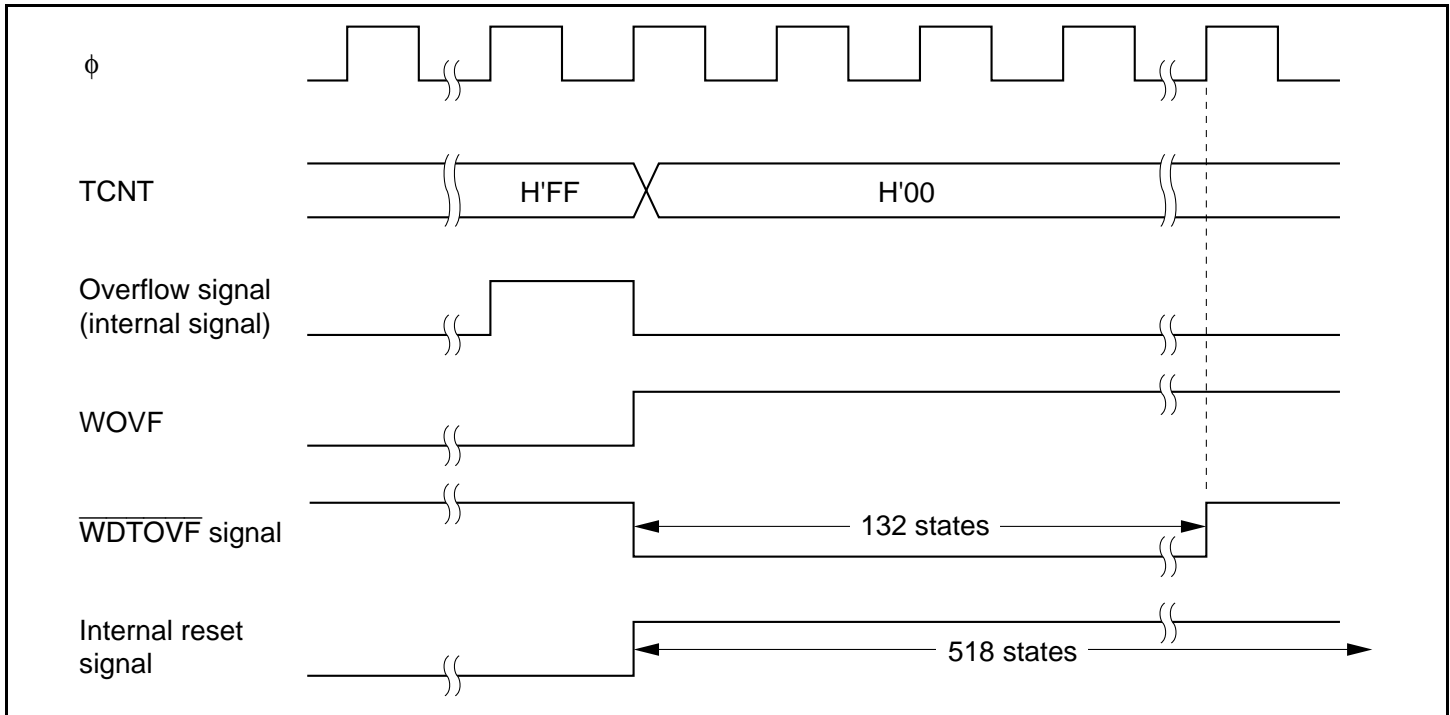 ϕ
TCNT
H'FF
H'00
Overflow signal
(internal signal)
WOVF
WDTOVF signal
132 states
Internal reset
signal
518 states